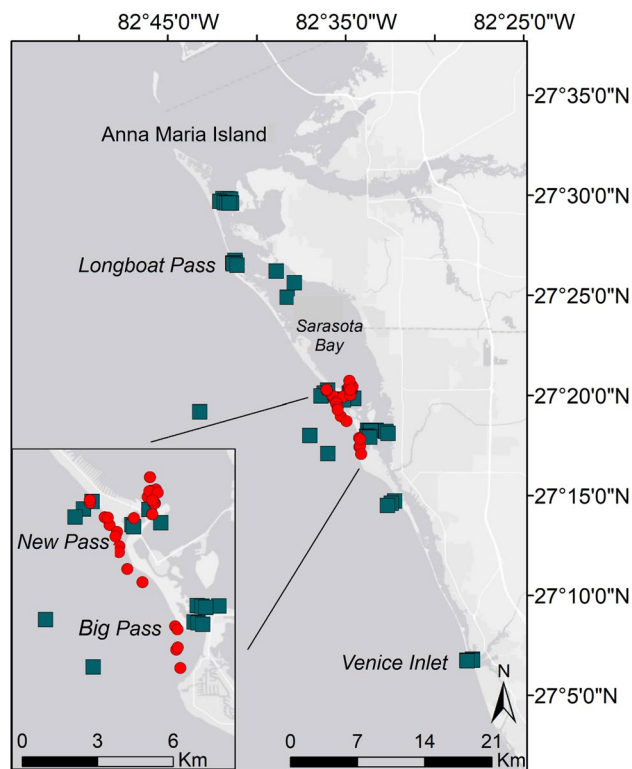 82°45'0"W 82°35'0"W 82°25'0"W
27°35'0"N
Anna Maria Island
27°30'0"N
Longboat Pass
27°25'0"N
Sarasota
Bay
27°20'0"N
27°15'0"N
New Pass
27°10'0"N
Big Pass
Venice Inlet
N
27°5'0"N
0 3 6
Km
0 7 14 21
Km